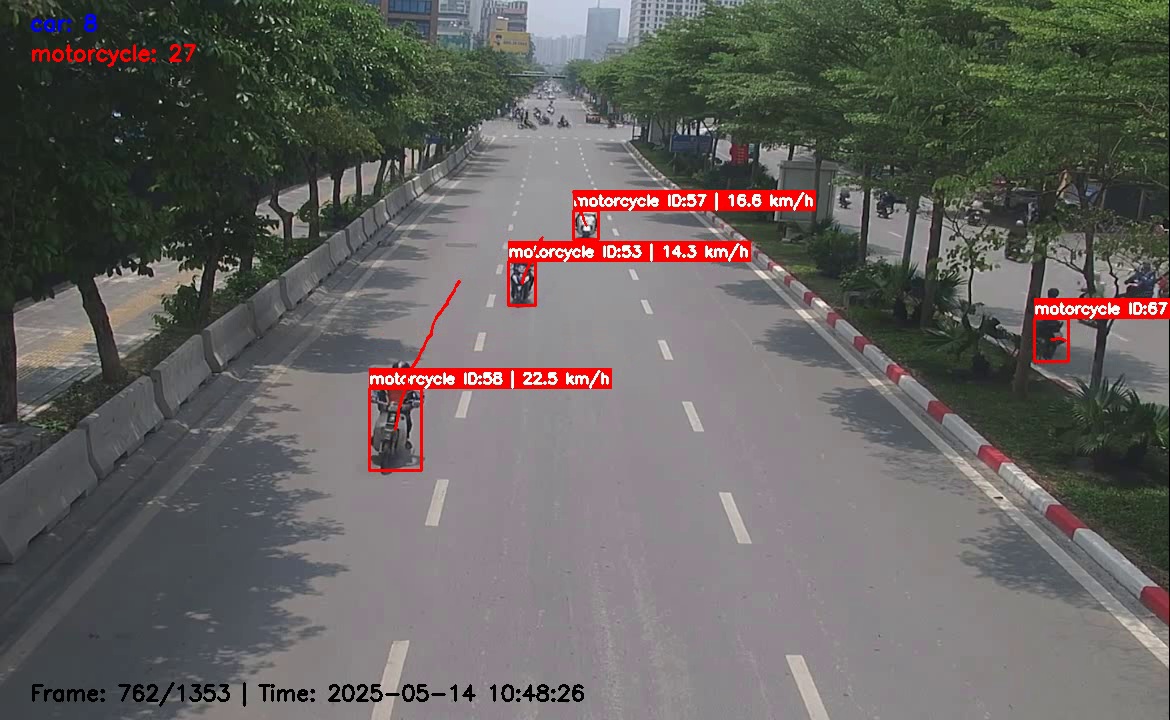 car: 8
motorcycle: 27
motorcycle ID:57 | 16.6 km/h
motorcycle ID:53 | 14.3 km/h
motorcycle ID:67
motorcycle ID:58 | 22.5 km/h
Frame: 762/1353 | Time: 2025-05-14 10:48:26